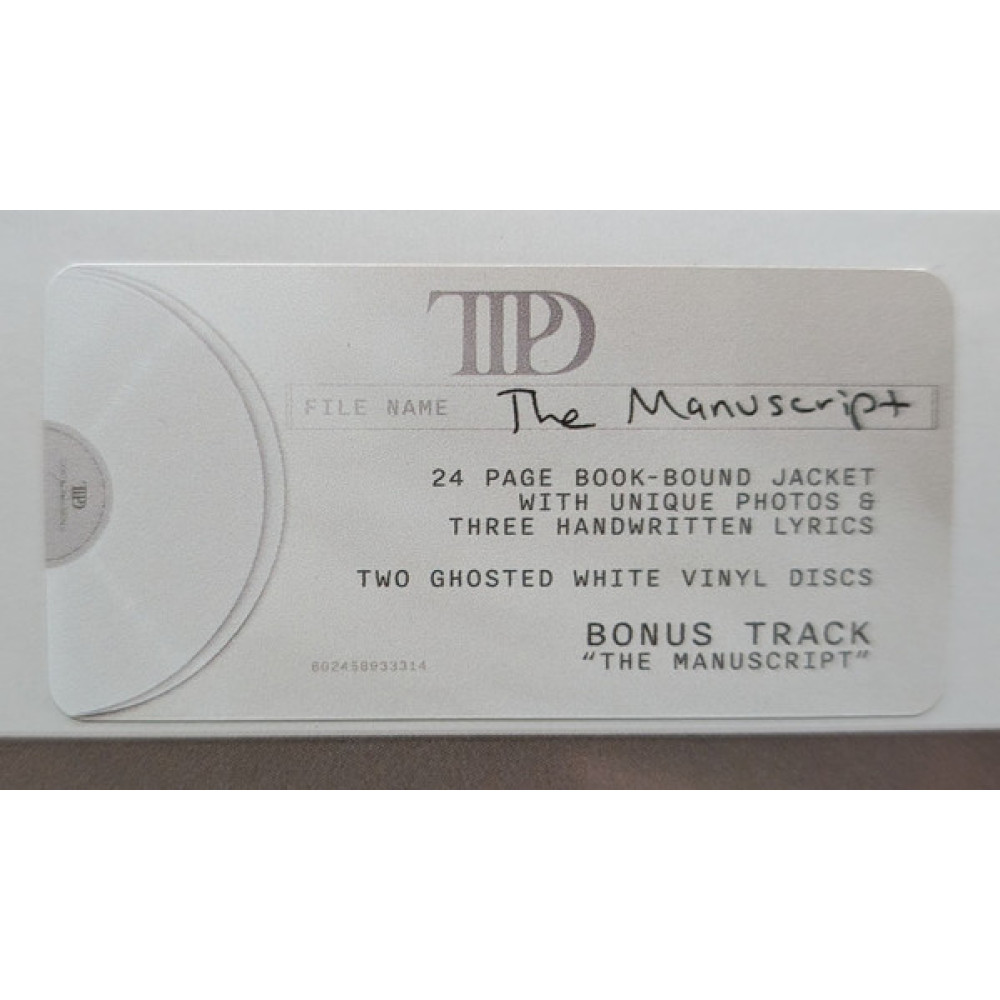 TTPD
FILE NAME The Manuscript
24 PAGE BOOK-BOUND JACKET
WITH UNIQUE PHOTOS &
THREE HANDWRITTEN LYRICS
TWO GHOSTED WHITE VINYL DISCS
BONUS TRACK
“THE MANUSCRIPT”
602458933314
TTPD